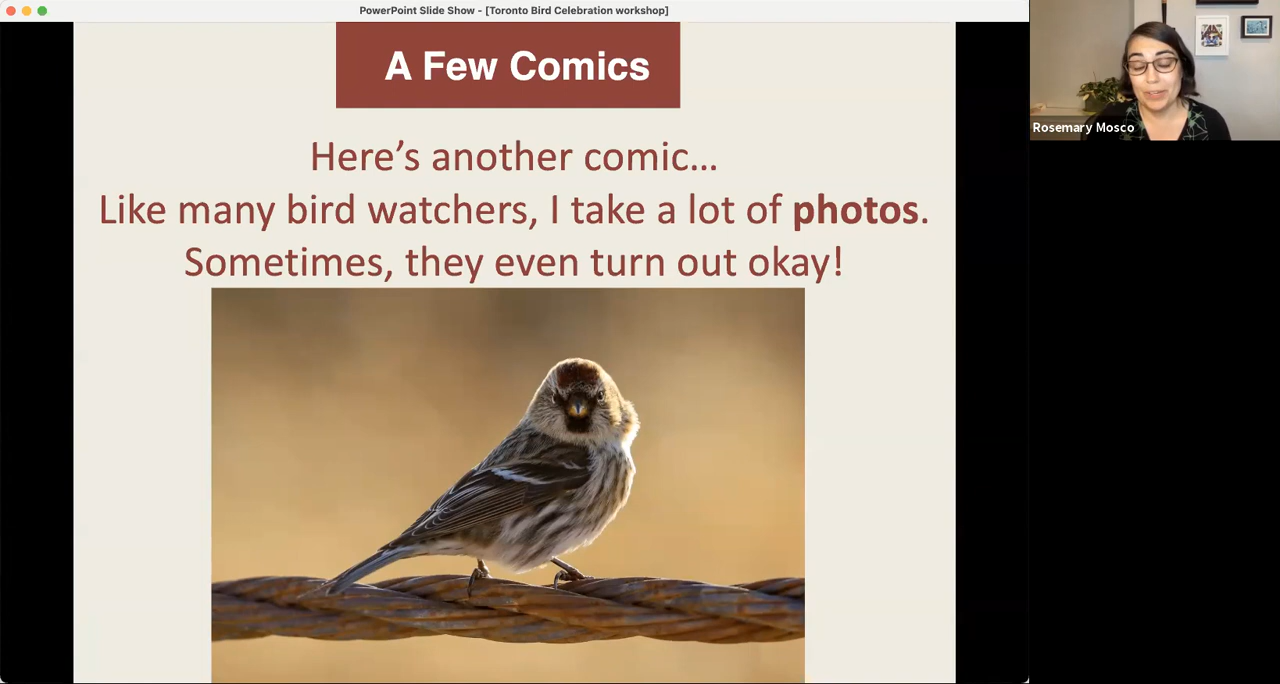 PowerPoint Slide Show - [Toronto Bird Celebration workshop]
A Few Comics
Here’s another comic…
Like many bird watchers, I take a lot of photos.
Sometimes, they even turn out okay!
Rosemary Mosco